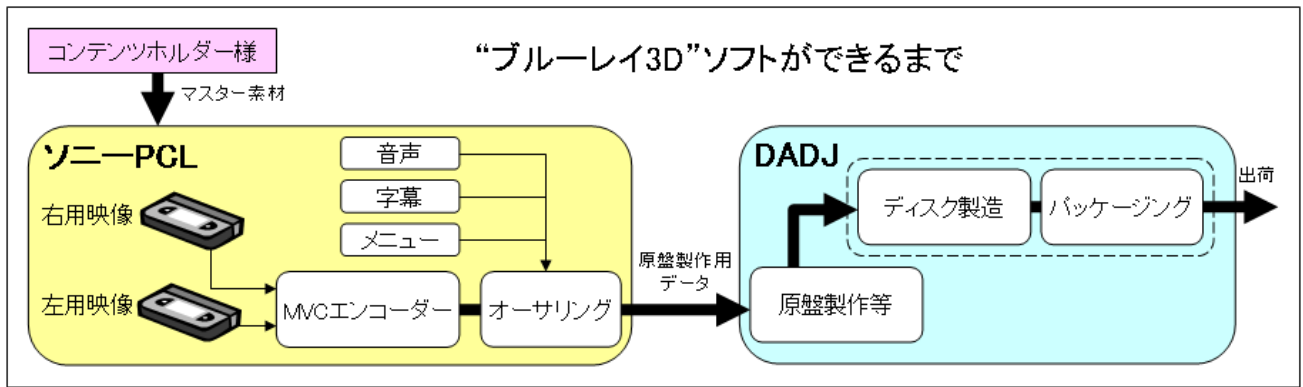 コンテンツホルダー様
“ブルーレイ3D”ソフトができるまで
マスター素材
ソニーPCL
音声
字幕
メニュー
右用映像
左用映像
MVCエンコーダー
オーサリング
原盤製作用
データ
DADJ
ディスク製造
パッケージング
出荷
原盤製作等